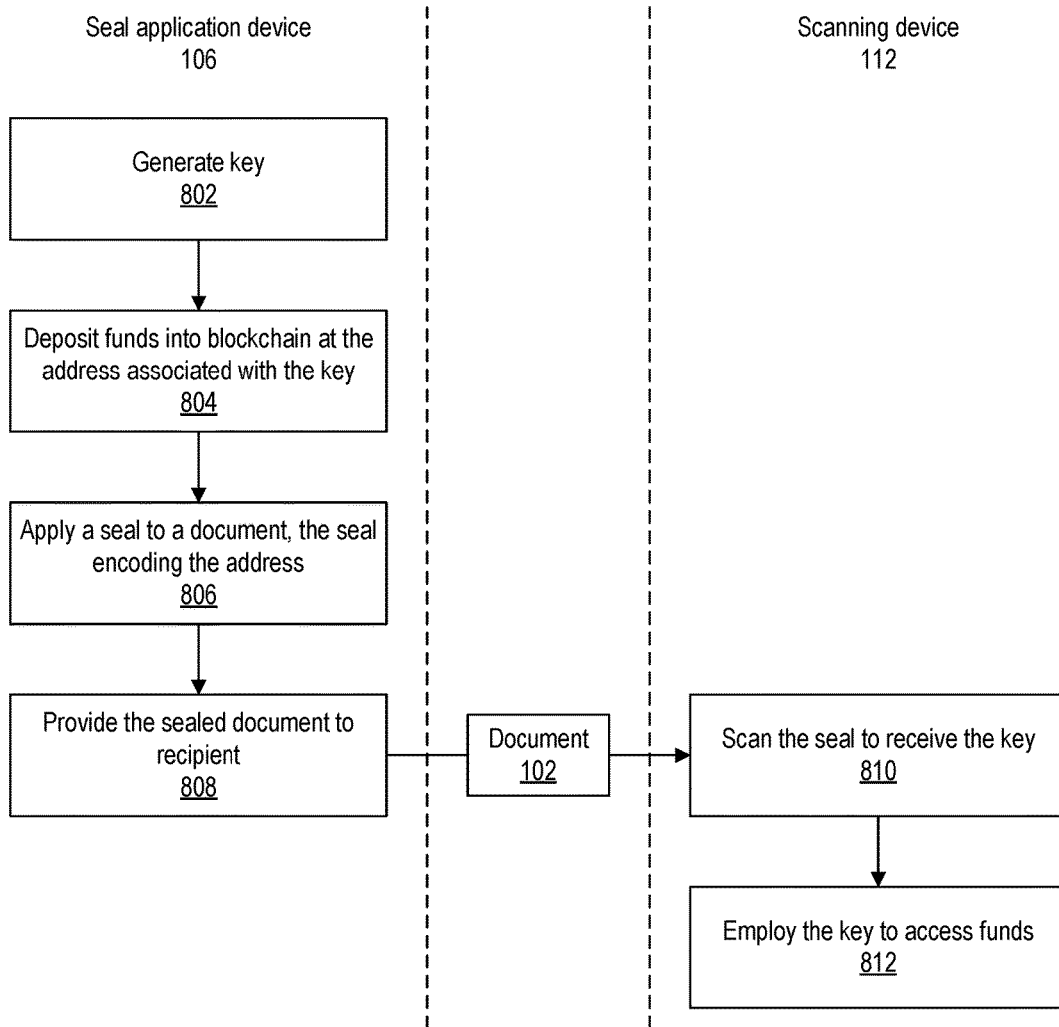 Seal application device
106
Scanning device
112
Generate key
802
Deposit funds into blockchain at the
address associated with the key
804
Apply a seal to a document, the seal
encoding the address
806
Provide the sealed document to
recipient
808
Document
102
Scan the seal to receive the key
810
Employ the key to access funds
812